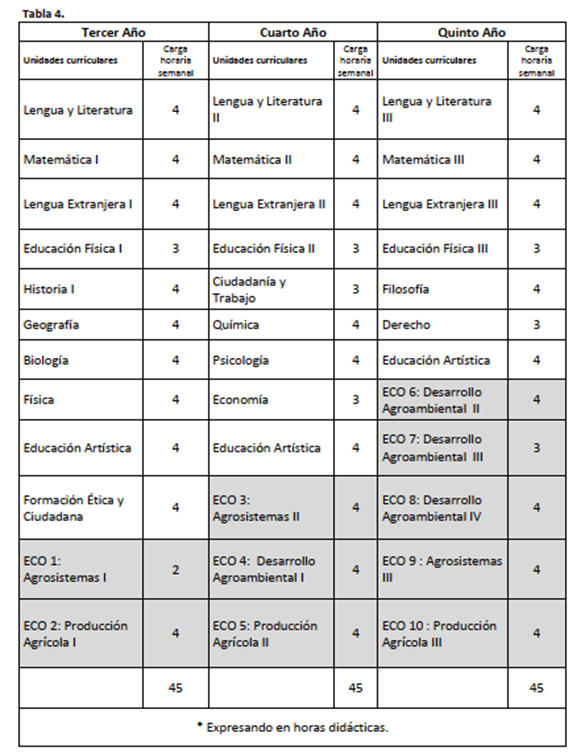 Tabla 4.
Tercer Año Cuarto Año Quinto Año
Unidades curriculares Carga horaria semanal Unidades curriculares Carga horaria semanal Unidades curriculares Carga horaria semanal
Lengua y Literatura 4 Lengua y Literatura II 4 Lengua y Literatura III 4
Matemática I 4 Matemática II 4 Matemática III 4
Lengua Extranjera I 4 Lengua Extranjera II 4 Lengua Extranjera III 4
Educación Física I 3 Educación Física II 3 Educación Física III 3
Historia I 4 Ciudadanía y Trabajo 3 Filosofía 4
Geografía 4 Química 4 Derecho 3
Biología 4 Psicología 4 Educación Artística 4
Física 4 Economía 3 ECO 6: Desarrollo Agroambiental II 4
Educación Artística 4 Educación Artística 4 ECO 7: Desarrollo Agroambiental III 3
Formación Ética y Ciudadana 4 ECO 3: Agrosistemas II 4 ECO 8: Desarrollo Agroambiental IV 4
ECO 1: Agrosistemas I 2 ECO 4: Desarrollo Agroambiental I 4 ECO 9 : Agrosistemas III 4
ECO 2: Producción Agrícola I 4 ECO 5: Producción Agrícola II 4 ECO 10 : Producción Agrícola III 4
45 45 45
* Expresando en horas didácticas.